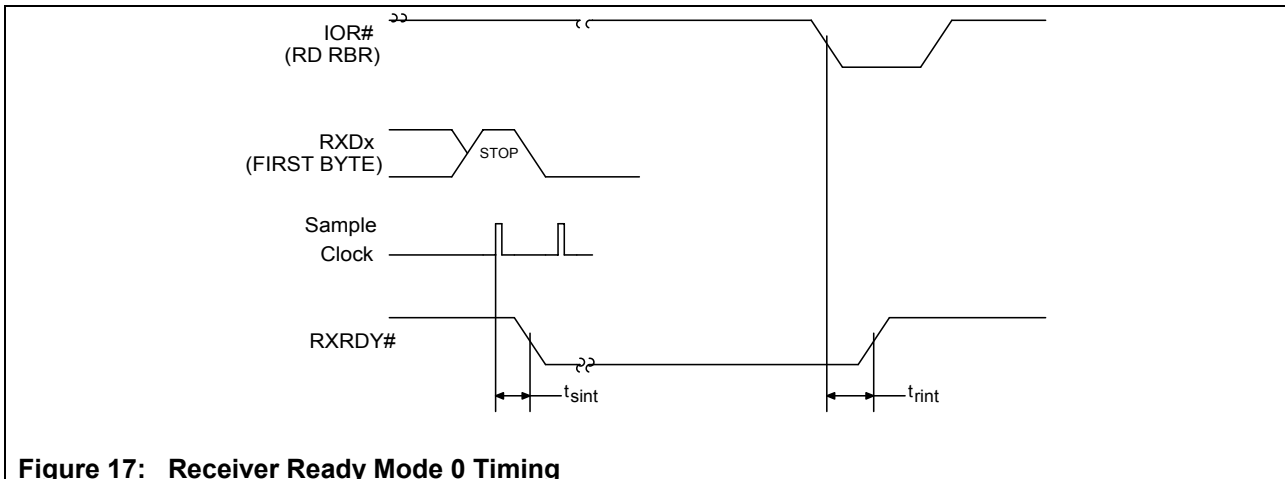 IOR#
(RD RBR)
RXDx
(FIRST BYTE)
STOP
Sample
Clock
RXRDY#
tsint
trint
Figure 17: Receiver Ready Mode 0 Timing